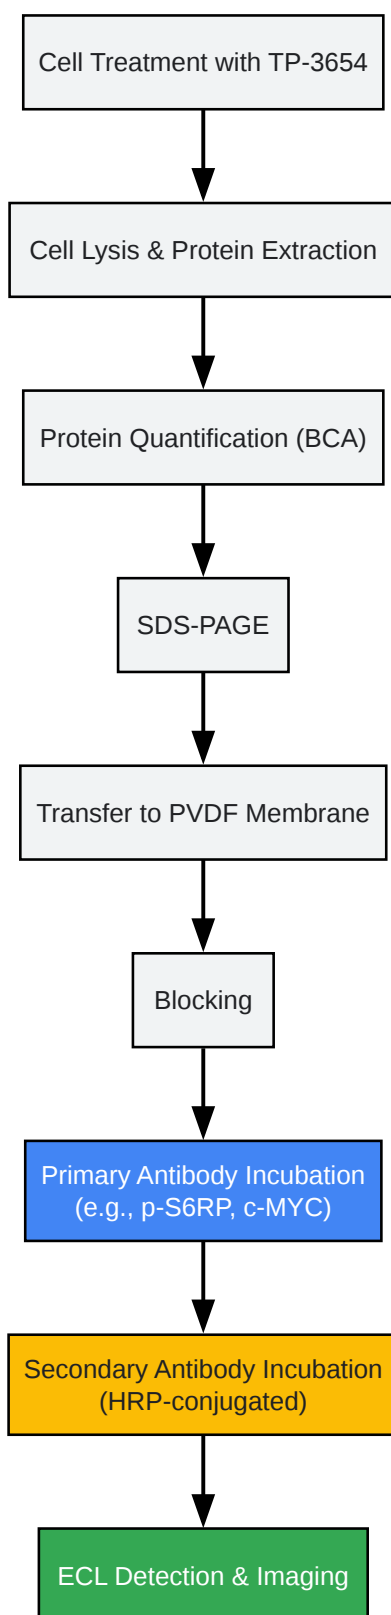 Cell Treatment with TP-3654
Cell Lysis & Protein Extraction
Protein Quantification (BCA)
SDS-PAGE
Transfer to PVDF Membrane
Blocking
Primary Antibody Incubation
(e.g., p-S6RP, c-MYC)
Secondary Antibody Incubation
(HRP-conjugated)
ECL Detection & Imaging